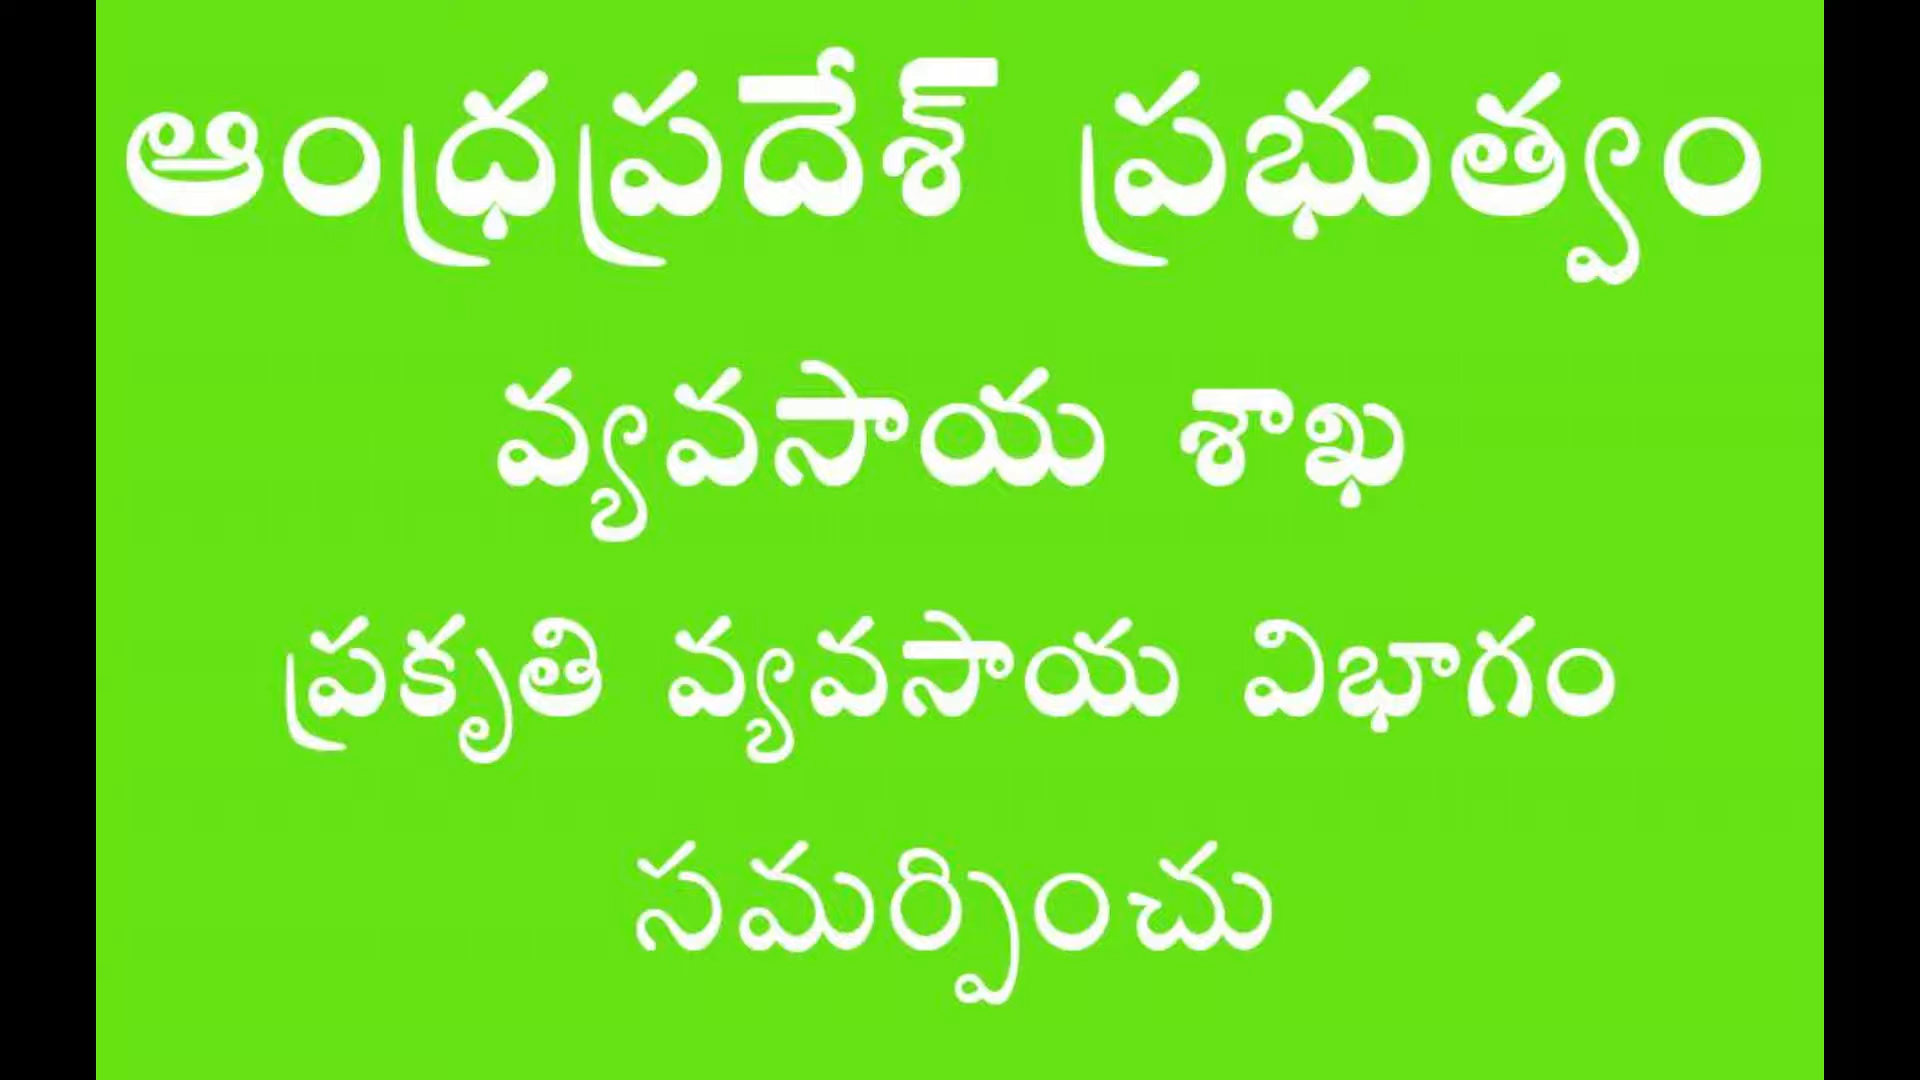 ఆంధ్రప్రదేశ్ ప్రభుత్వం
వ్యవసాయ శాఖ
ప్రకృతి వ్యవసాయ విభాగం
సమర్పించు